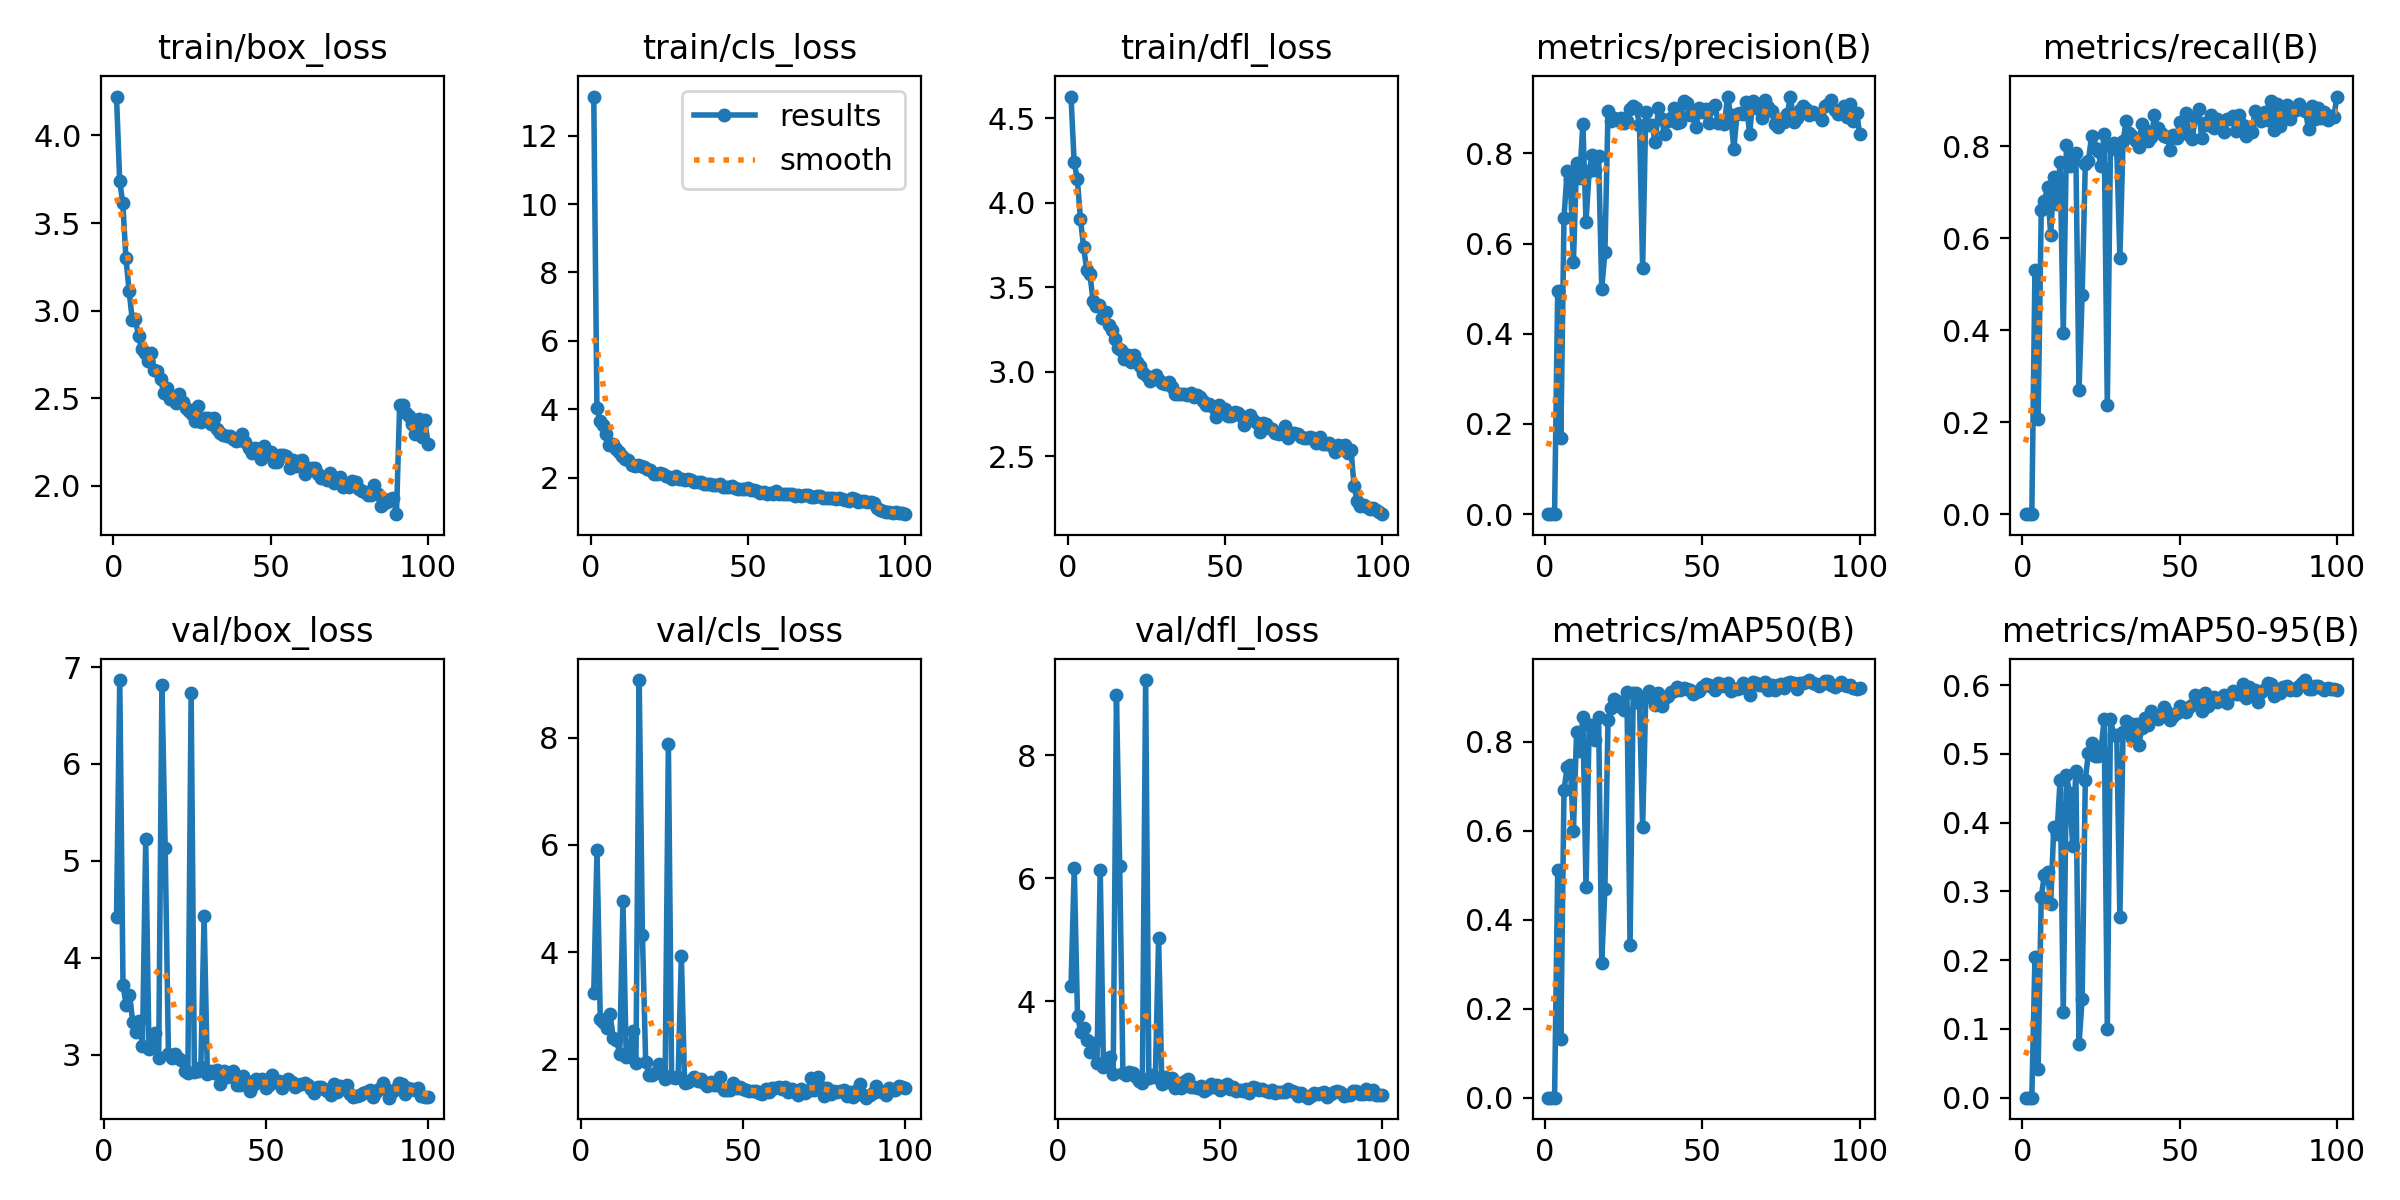 train/box_loss
4.0
3.5
3.0
2.5
2.0
0 50 100
train/cls_loss
results
smooth
12
10
8
6
4
2
0 50 100
train/dfl_loss
4.5
4.0
3.5
3.0
2.5
0 50 100
metrics/precision(B)
0.8
0.6
0.4
0.2
0.0
0 50 100
metrics/recall(B)
0.8
0.6
0.4
0.2
0.0
0 50 100
val/box_loss
7
6
5
4
3
0 50 100
val/cls_loss
8
6
4
2
0 50 100
val/dfl_loss
8
6
4
0 50 100
metrics/mAP50(B)
0.8
0.6
0.4
0.2
0.0
0 50 100
metrics/mAP50-95(B)
0.6
0.5
0.4
0.3
0.2
0.1
0.0
0 50 100